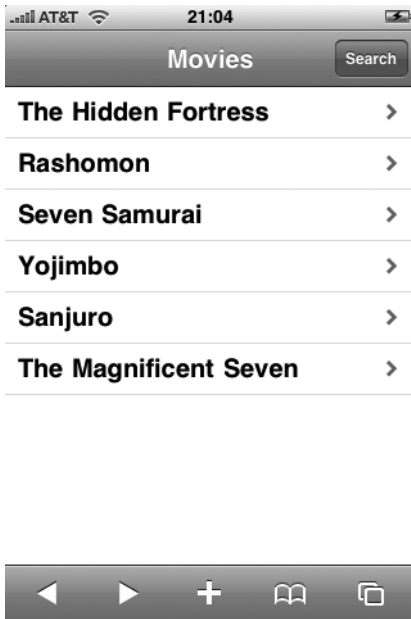 AT&T 21:04
Movies Search
The Hidden Fortress
Rashomon
Seven Samurai
Yojimbo
Sanjuro
The Magnificent Seven